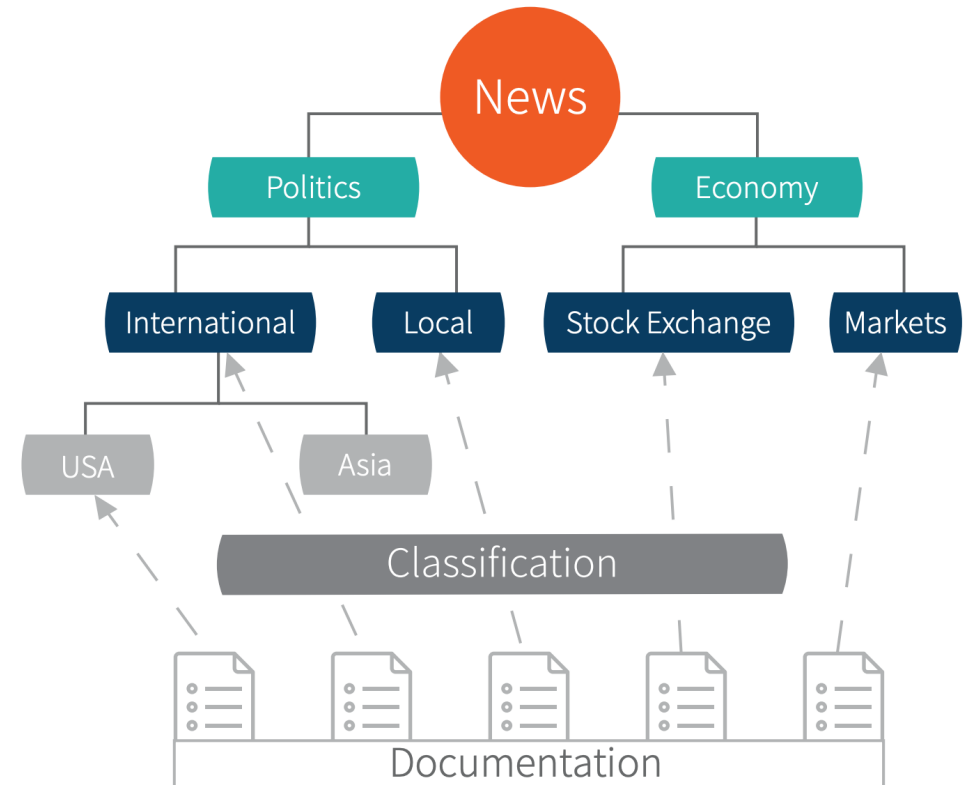 News
Politics
Economy
International
Local
Stock Exchange
Markets
USA
Asia
Classification
Documentation